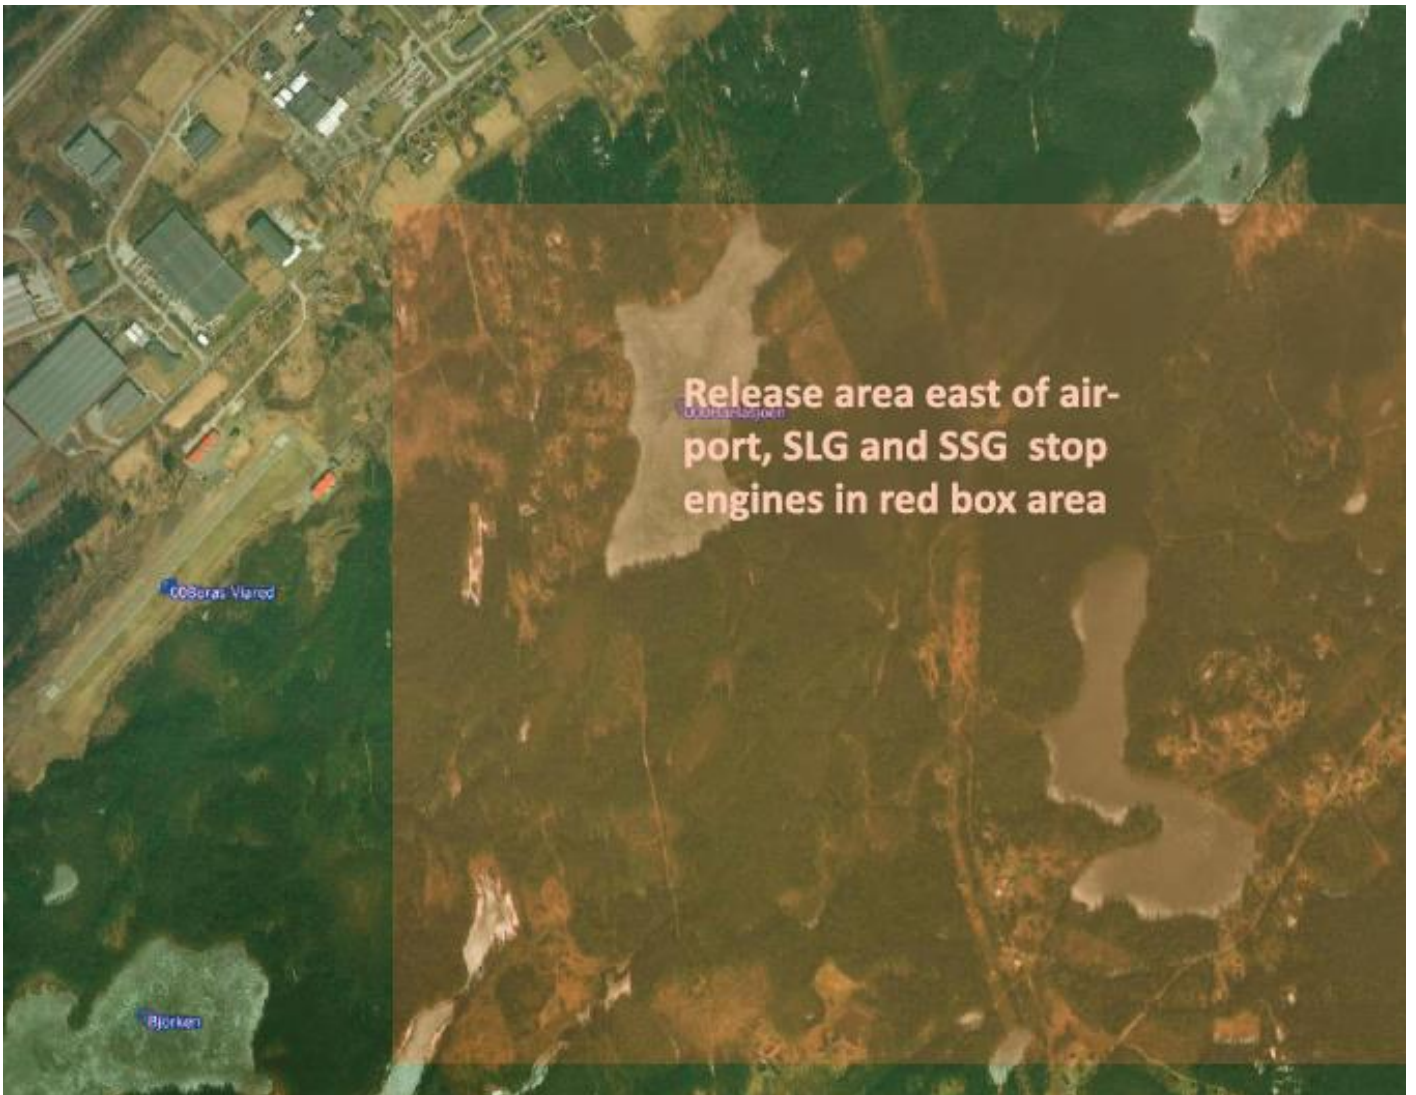 Release area east of air-
port, SLG and SSG  stop
engines in red box area
00Boras Viared
Bjorken